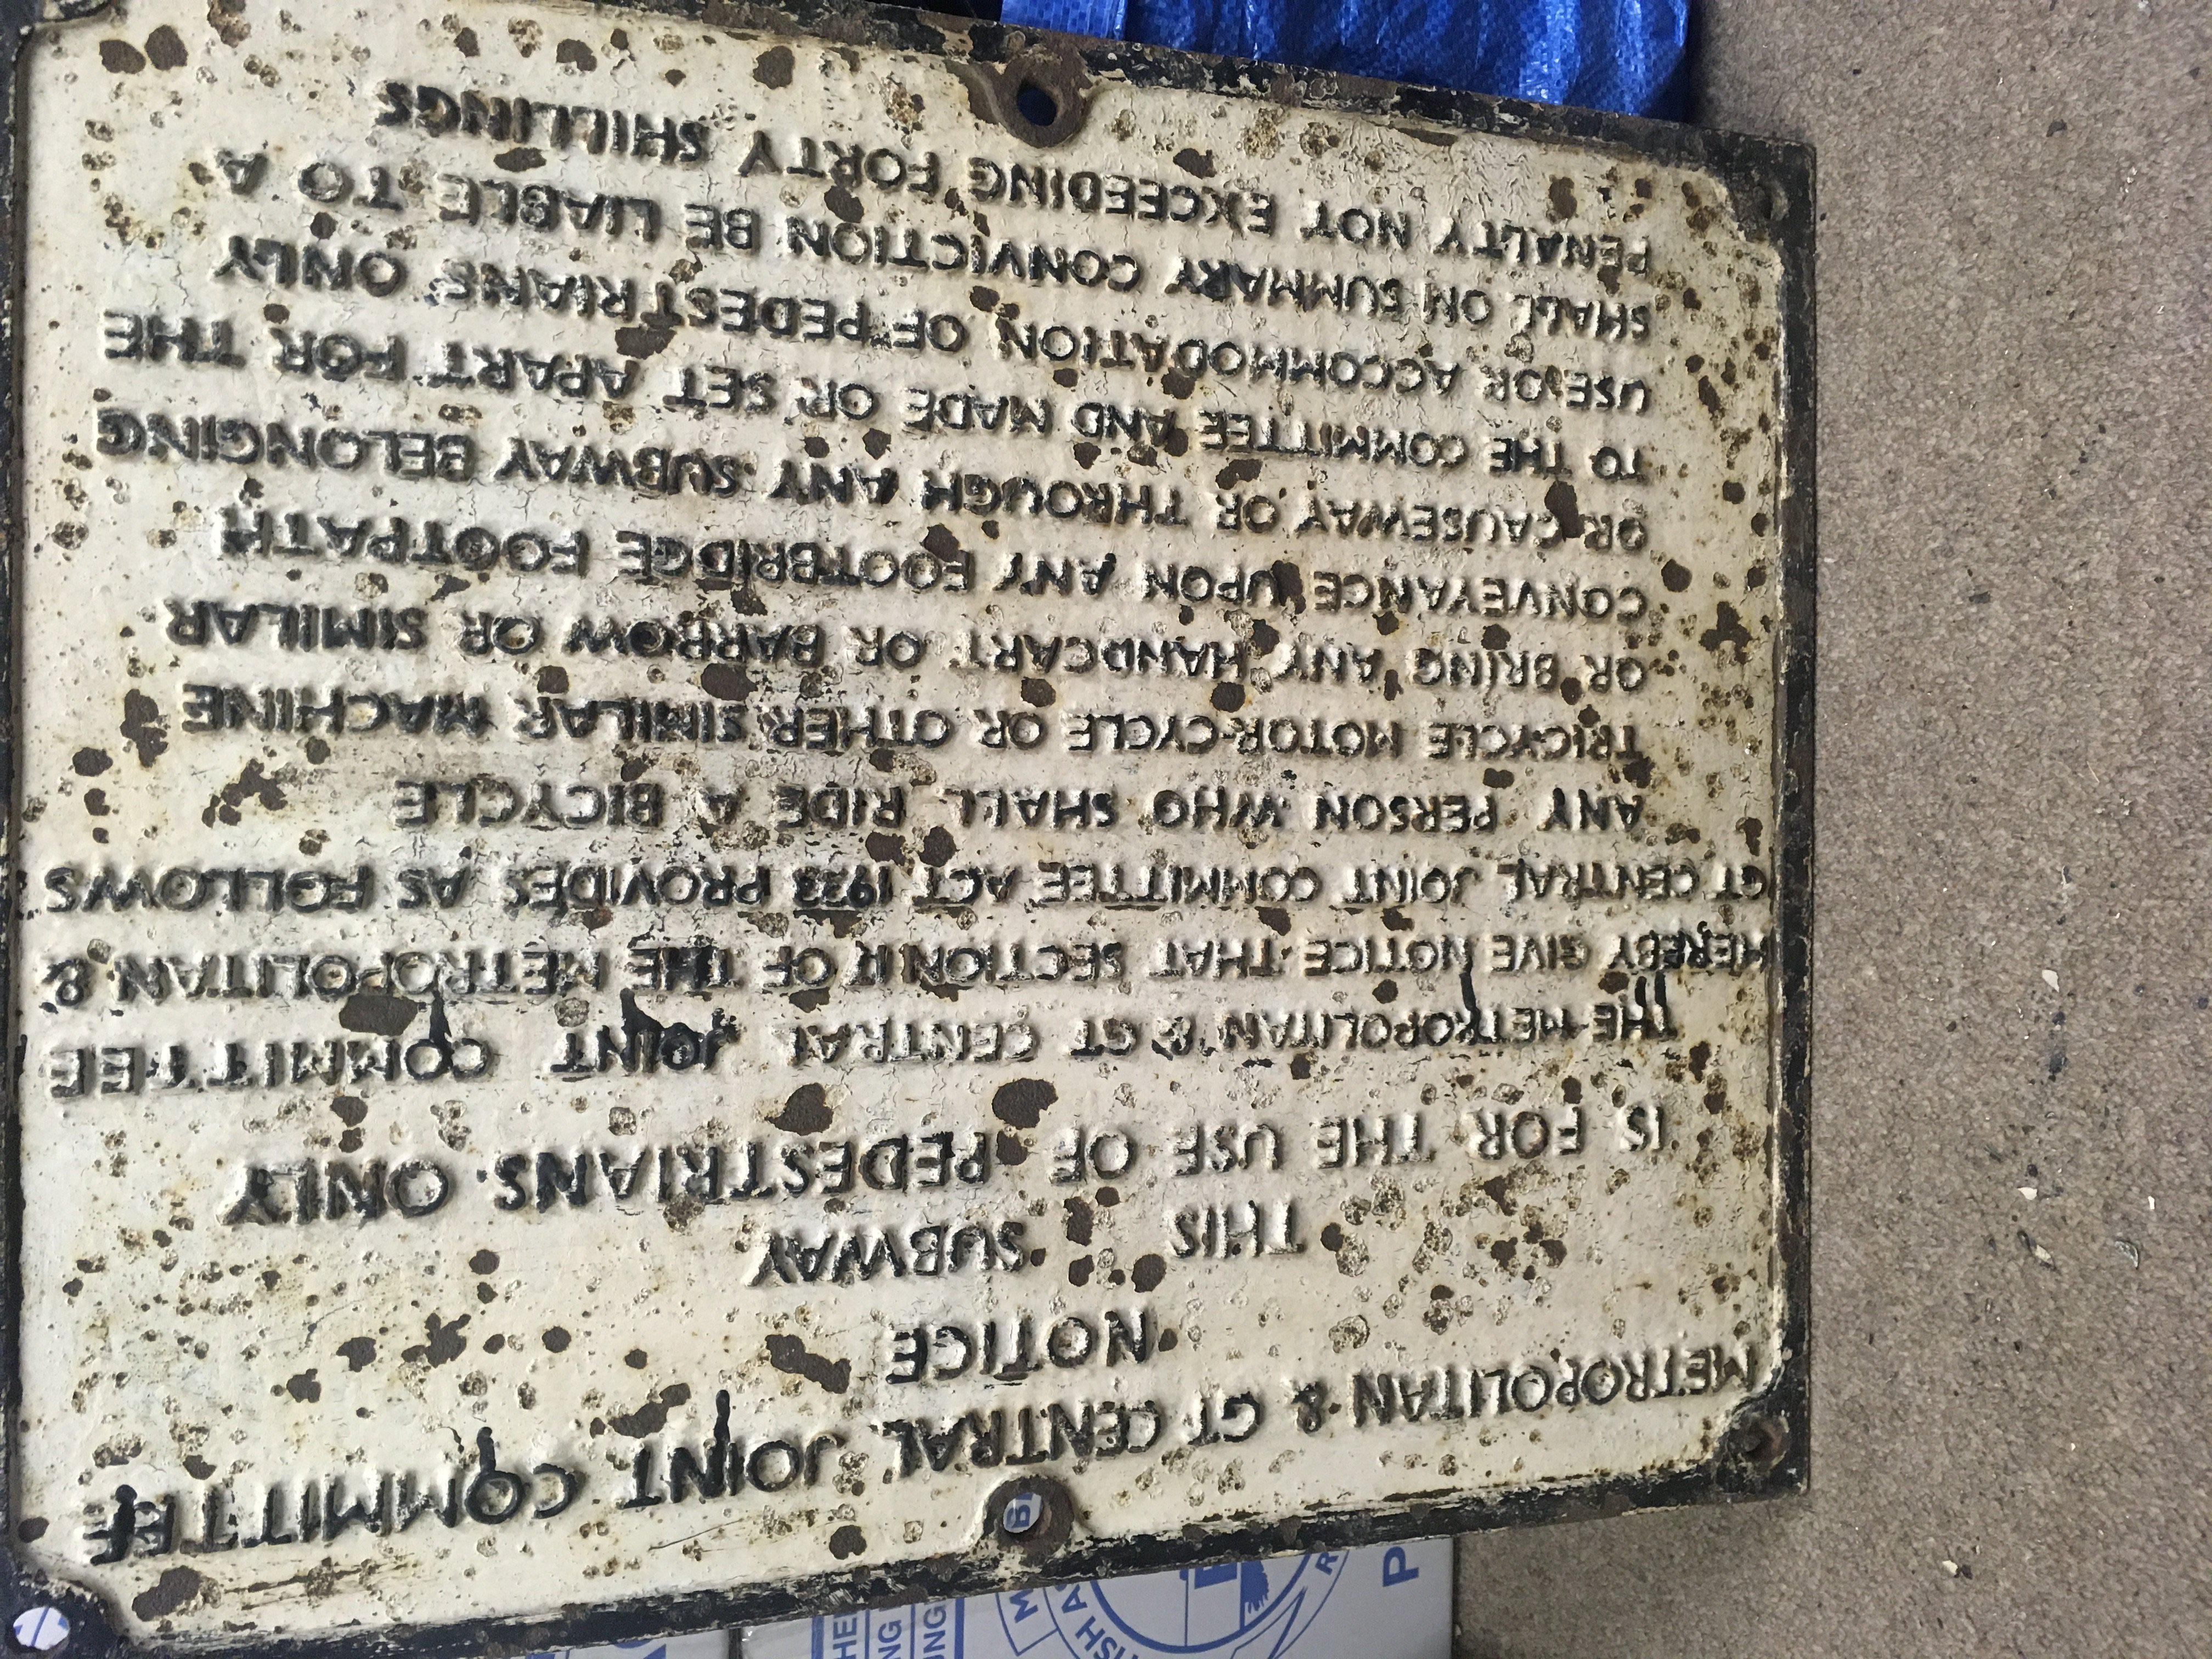 METROPOLITAN & GT CENTRAL JOINT COMMITTEE
NOTICE
THIS SUBWAY
IS FOR THE USE OF PEDESTRIANS ONLY
THE METROPOLITAN & GT CENTRAL JOINT COMMITTEE
HEREBY GIVE NOTICE THAT SECTION OF THE METROPOLITAN &
GT CENTRAL JOINT COMMITTEE ACT 1923 PROVIDES AS FOLLOWS
ANY PERSON WHO SHALL RIDE A BICYCLE
TRICYCLE MOTOR-CYCLE OR OTHER SIMILAR MACHINE
OR BRING ANY HANDCART OR BARROW OR SIMILAR
CONVEYANCE UPON ANY FOOTBRIDGE FOOTPATH
OR CAUSEWAY OR THROUGH ANY SUBWAY BELONGING
TO THE COMMITTEE AND MADE OR SET APART FOR THE
USE OR ACCOMMODATION OF PEDESTRIANS ONLY
SHALL ON SUMMARY CONVICTION BE LIABLE TO A
PENALTY NOT EXCEEDING FORTY SHILLINGS